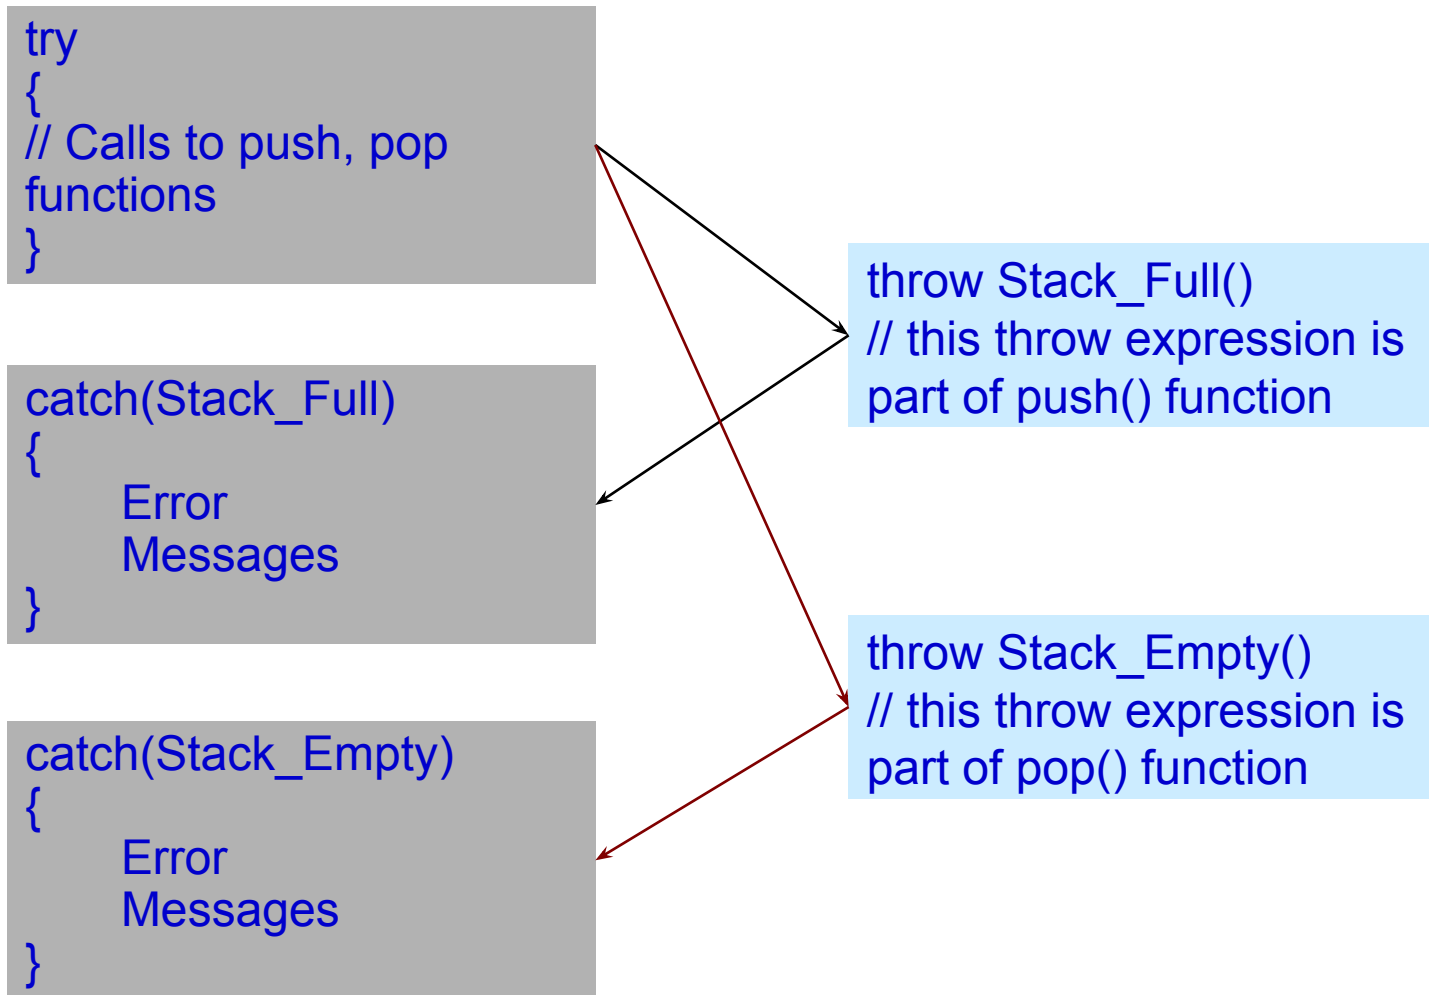 try
{
// Calls to push, pop
functions
}
catch(Stack_Full)
{
Error
Messages
}
catch(Stack_Empty)
{
Error
Messages
}
throw Stack_Full()
// this throw expression is
part of push() function
throw Stack_Empty()
// this throw expression is
part of pop() function